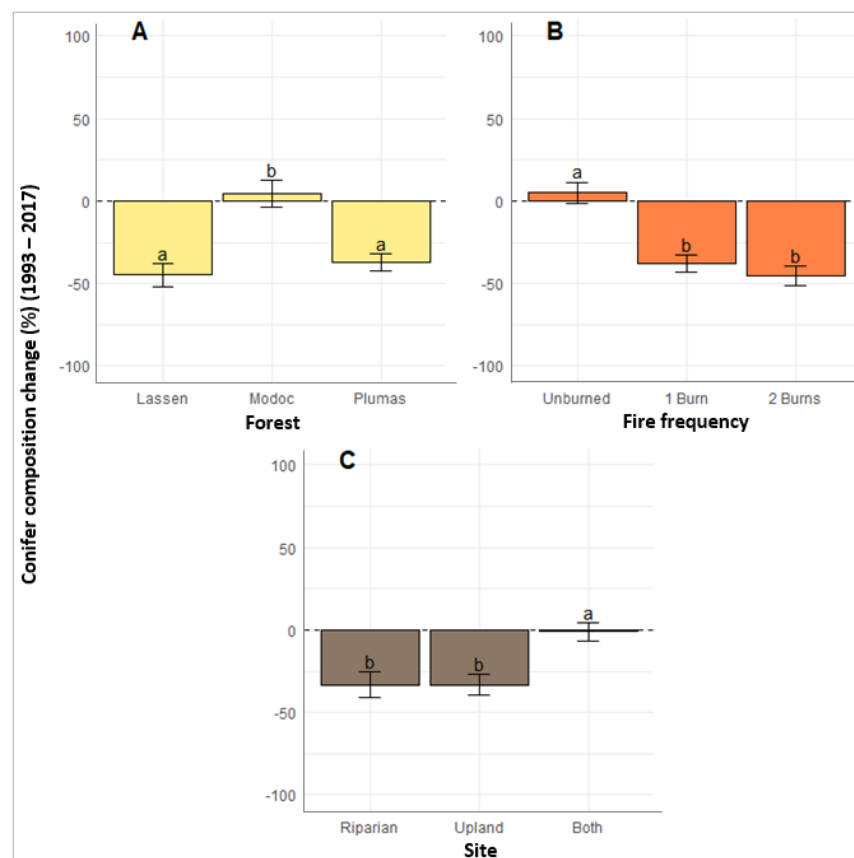 Conifer composition change (%) (1993 – 2017)
A
100
50
0
-50
-100
a
b
a
Lassen Modoc Plumas
Forest
B
100
50
0
-50
-100
a
b
b
Unburned 1 Burn 2 Burns
Fire frequency
C
100
50
0
-50
-100
b
b
a
Riparian Upland Both
Site